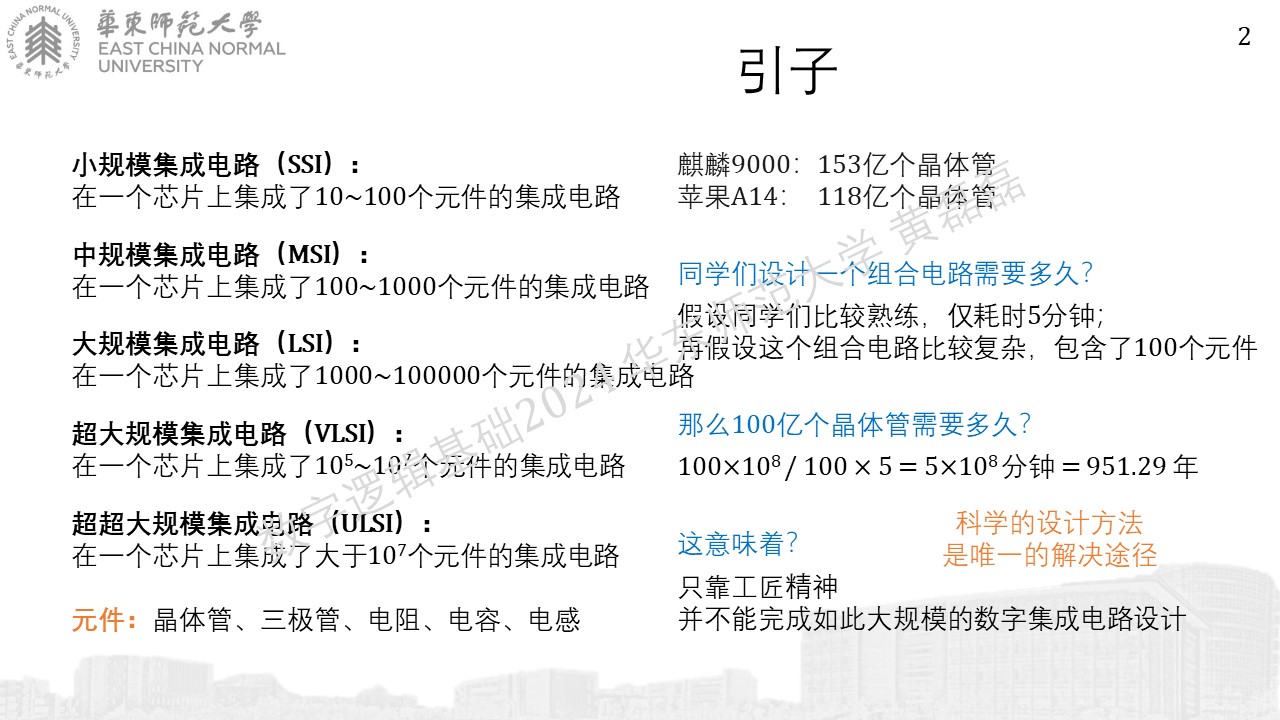 華東師范大學
EAST CHINA NORMAL
UNIVERSITY
EAST CHINA NORMAL UNIVERSITY
華東师范大学
2
引子
小规模集成电路（SSI）：
在一个芯片上集成了10~100个元件的集成电路
中规模集成电路（MSI）：
在一个芯片上集成了100~1000个元件的集成电路
大规模集成电路（LSI）：
在一个芯片上集成了1000~100000个元件的集成电路
超大规模集成电路（VLSI）：
在一个芯片上集成了10⁵~10⁷个元件的集成电路
超超大规模集成电路（ULSI）：
在一个芯片上集成了大于10⁷个元件的集成电路
元件：晶体管、三极管、电阻、电容、电感
麒麟9000：153亿个晶体管
苹果A14： 118亿个晶体管
同学们设计一个组合电路需要多久？
假设同学们比较熟练，仅耗时5分钟；
再假设这个组合电路比较复杂，包含了100个元件
那么100亿个晶体管需要多久？
100×10⁸ / 100 × 5 = 5×10⁸ 分钟 = 951.29 年
这意味着？
科学的设计方法
是唯一的解决途径
只靠工匠精神
并不能完成如此大规模的数字集成电路设计
数字逻辑基础2024 华东师范大学 黄磊磊